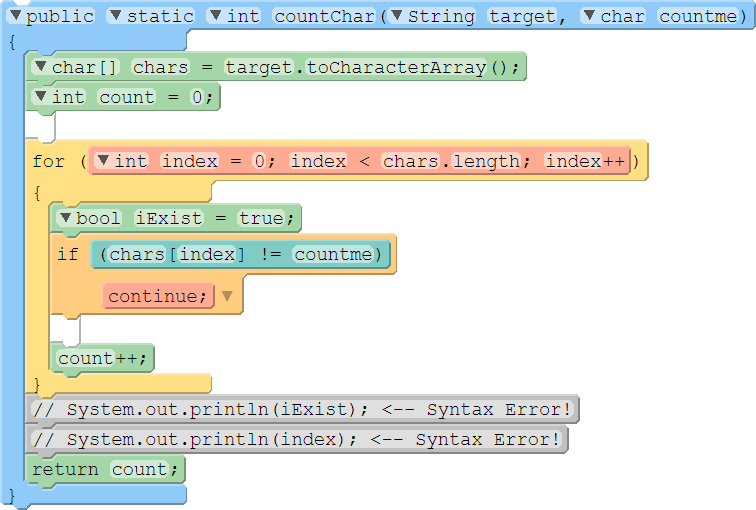 public static int countChar(String target, char countme)
{
char[] chars = target.toCharacterArray();
int count = 0;
for (int index = 0; index < chars.length; index++)
{
bool iExist = true;
if (chars[index] != countme)
continue;
count++;
}
// System.out.println(iExist); <-- Syntax Error!
// System.out.println(index); <-- Syntax Error!
return count;
}